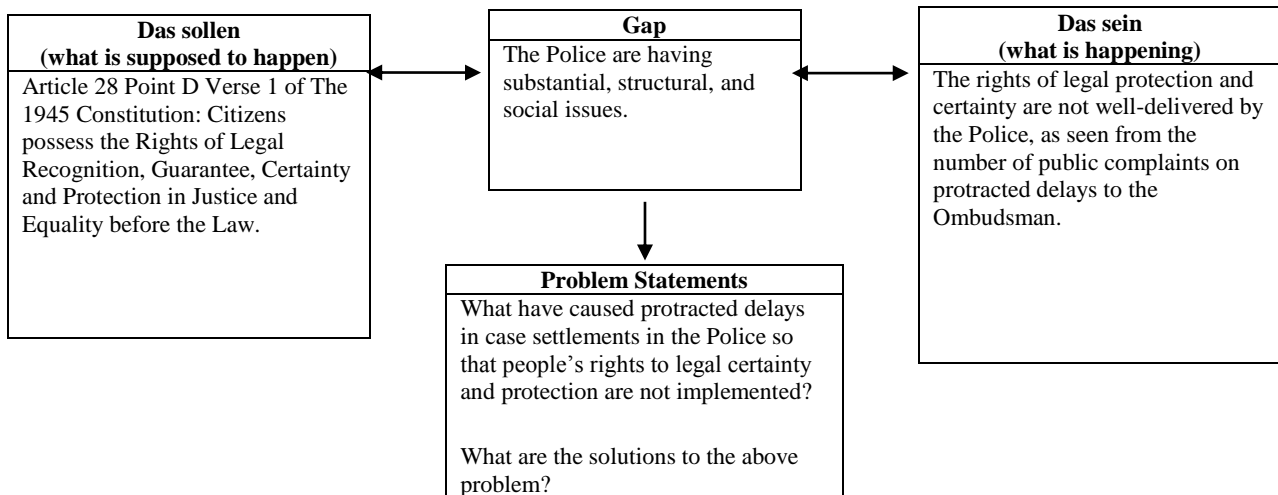 Das sollen
(what is supposed to happen)
Article 28 Point D Verse 1 of The
1945 Constitution: Citizens
possess the Rights of Legal
Recognition, Guarantee, Certainty
and Protection in Justice and
Equality before the Law.
Gap
The Police are having
substantial, structural, and
social issues.
Das sein
(what is happening)
The rights of legal protection and
certainty are not well-delivered by
the Police, as seen from the
number of public complaints on
protracted delays to the
Ombudsman.
Problem Statements
What have caused protracted delays
in case settlements in the Police so
that people’s rights to legal certainty
and protection are not implemented?
What are the solutions to the above
problem?